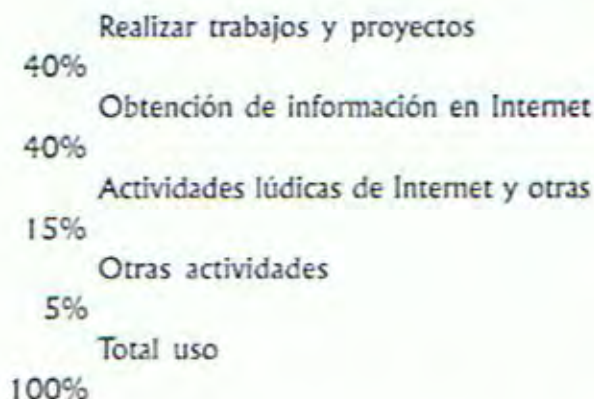 Realizar trabajos y proyectos
40%
Obtención de información en Internet
40%
Actividades lúdicas de Internet y otras
15%
Otras actividades
5%
Total uso
100%